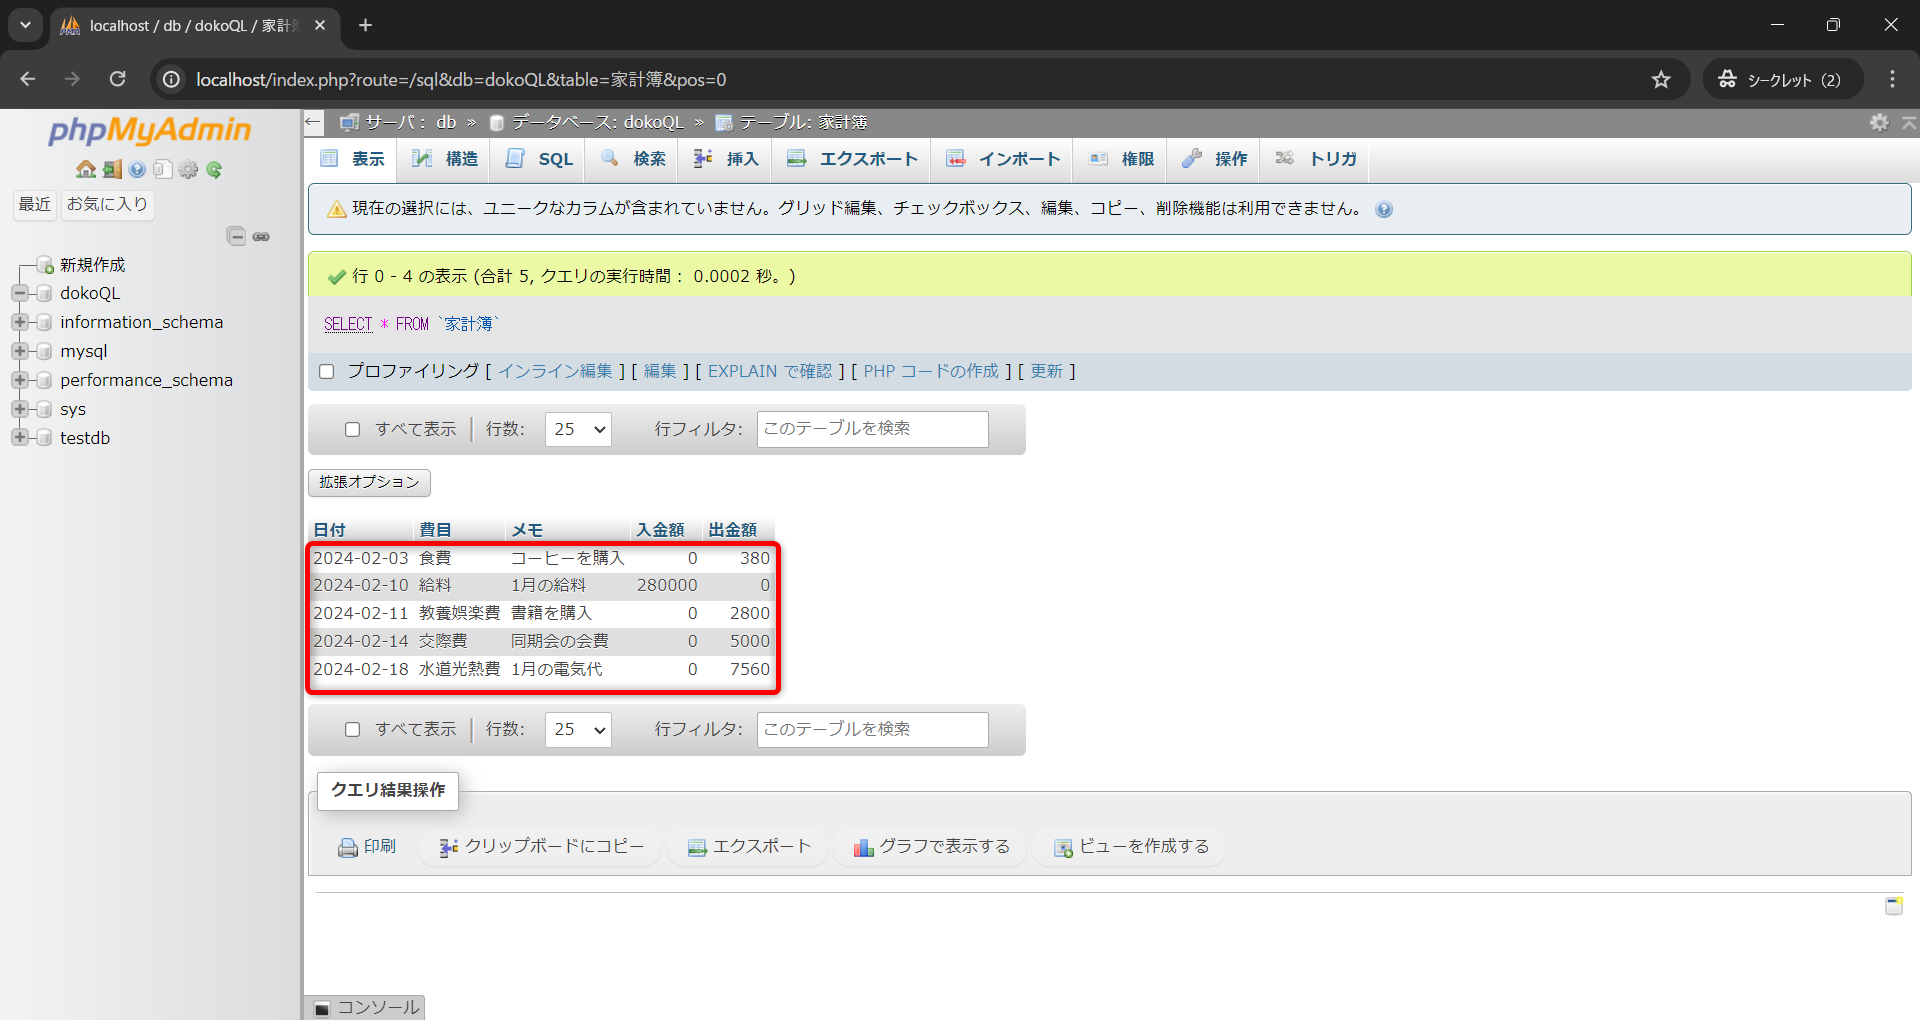 localhost / db / dokoQL / 家計
localhost/index.php?route=/sql&db=dokoQL&table=家計簿&pos=0
シークレット (2)
phpMyAdmin
最近 お気に入り
新規作成
dokoQL
information_schema
mysql
performance_schema
sys
testdb
← サーバ: db » データベース: dokoQL » テーブル: 家計簿
表示 構造 SQL 検索 挿入 エクスポート インポート 権限 操作 トリガ
現在の選択には、ユニークなカラムが含まれていません。グリッド編集、チェックボックス、編集、コピー、削除機能は利用できません。
行 0 - 4 の表示 (合計 5, クエリの実行時間： 0.0002 秒。)
SELECT * FROM `家計簿`
プロファイリング [ インライン編集 ] [ 編集 ] [ EXPLAIN で確認 ] [ PHP コードの作成 ] [ 更新 ]
すべて表示 | 行数: 25 行フィルタ: このテーブルを検索
拡張オプション
日付 費目 メモ 入金額 出金額
2024-02-03 食費 コーヒーを購入 0 380
2024-02-10 給料 1月の給料 280000 0
2024-02-11 教養娯楽費 書籍を購入 0 2800
2024-02-14 交際費 同期会の会費 0 5000
2024-02-18 水道光熱費 1月の電気代 0 7560
すべて表示 | 行数: 25 行フィルタ: このテーブルを検索
クエリ結果操作
印刷 クリップボードにコピー エクスポート グラフで表示する ビューを作成する
コンソール